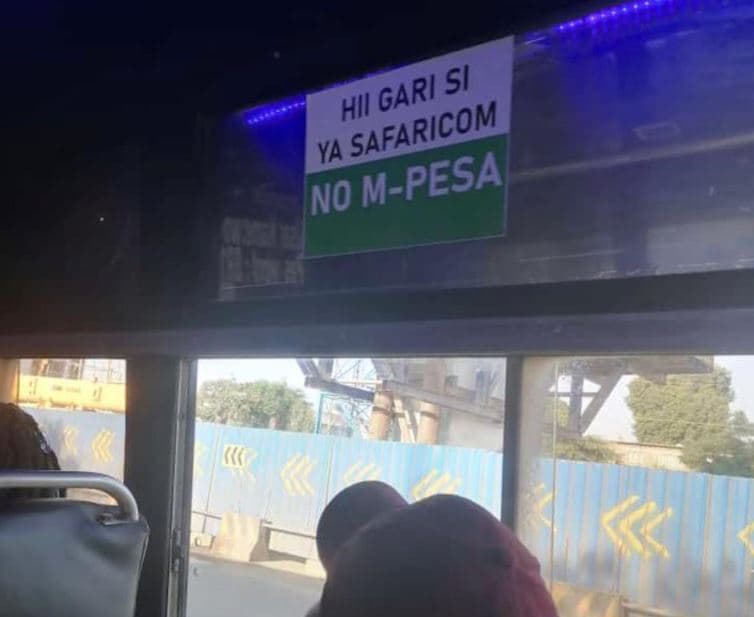 HII GARI SI
YA SAFARICOM
NO M-PESA